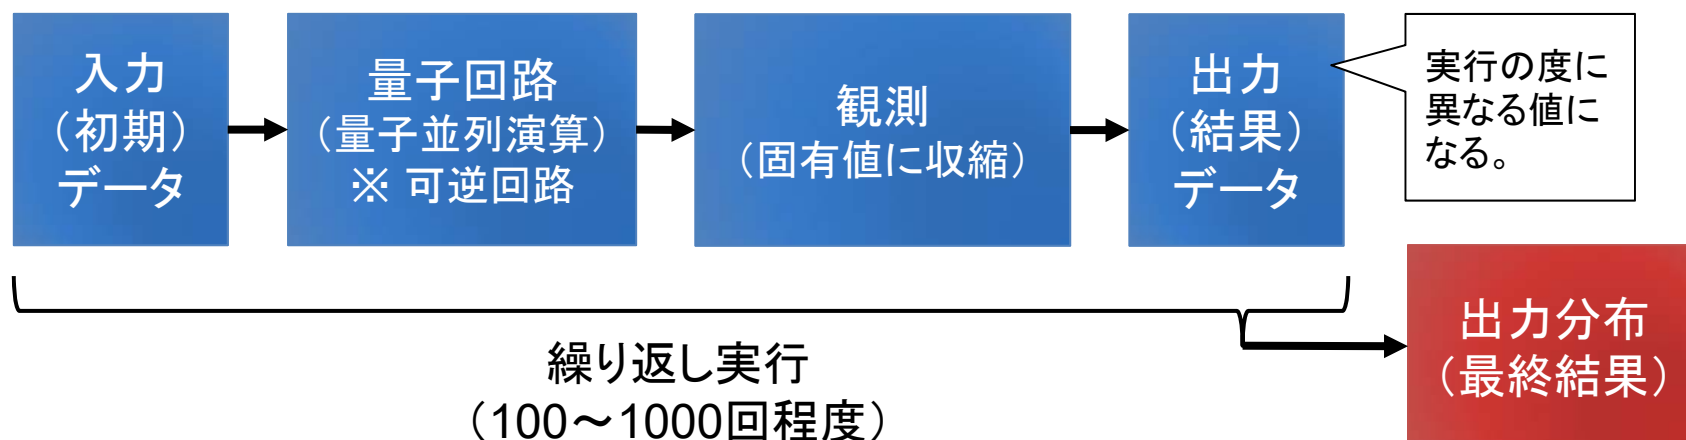 入力
（初期）
データ
量子回路
（量子並列演算）
※ 可逆回路
観測
（固有値に収縮）
出力
（結果）
データ
実行の度に
異なる値に
なる。
繰り返し実行
（100～1000回程度）
出力分布
（最終結果）